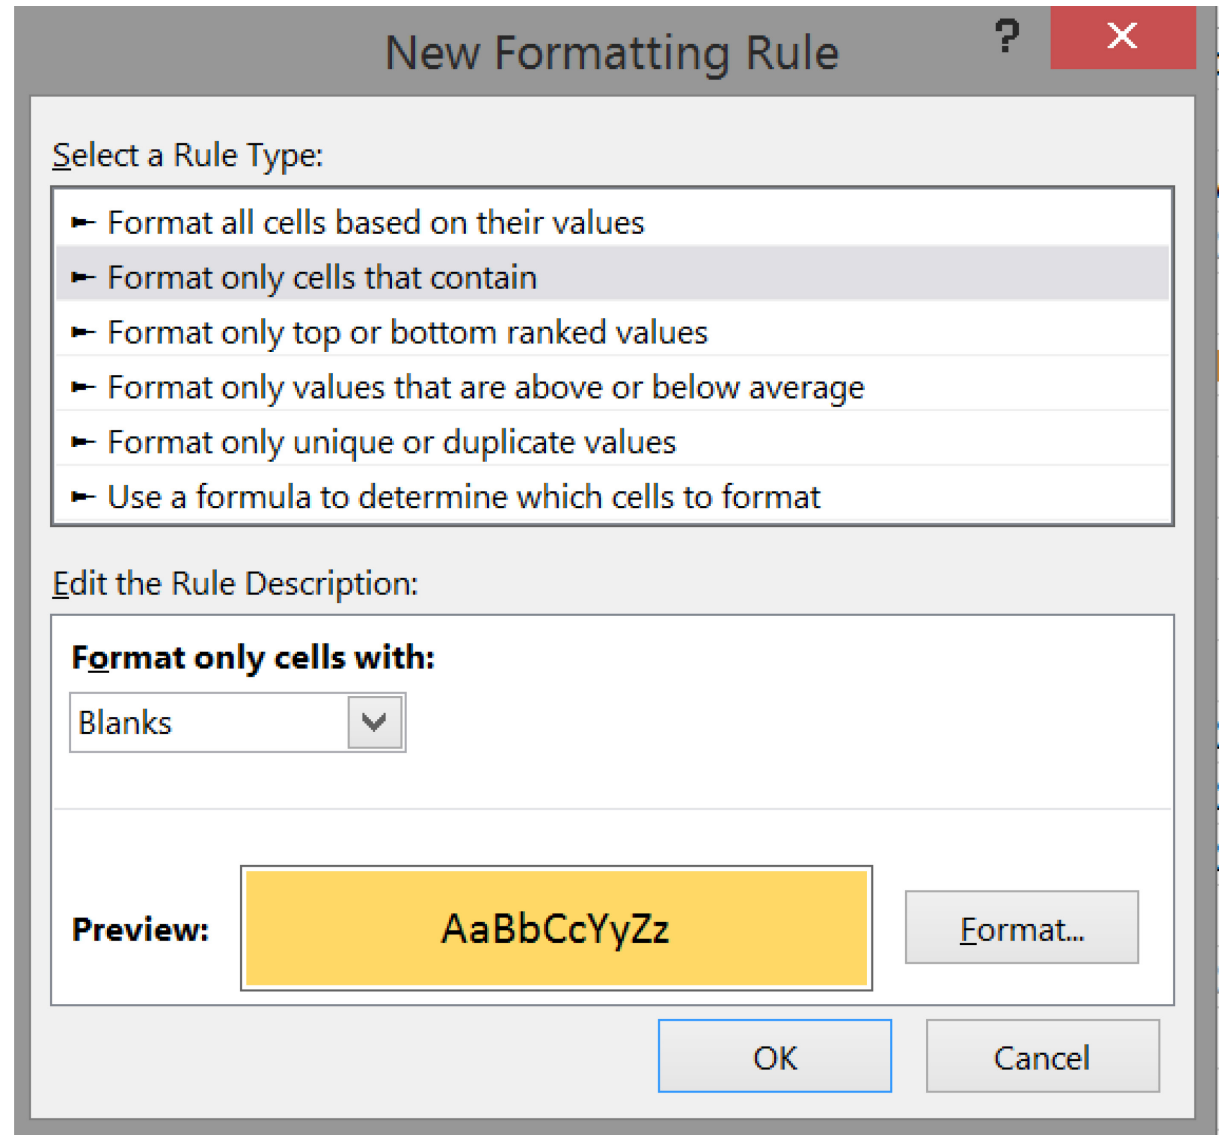 New Formatting Rule
?
Select a Rule Type:
► Format all cells based on their values
► Format only cells that contain
► Format only top or bottom ranked values
► Format only values that are above or below average
► Format only unique or duplicate values
► Use a formula to determine which cells to format
Edit the Rule Description:
Format only cells with:
Blanks
Preview:
AaBbCcYyZz
Format...
OK
Cancel